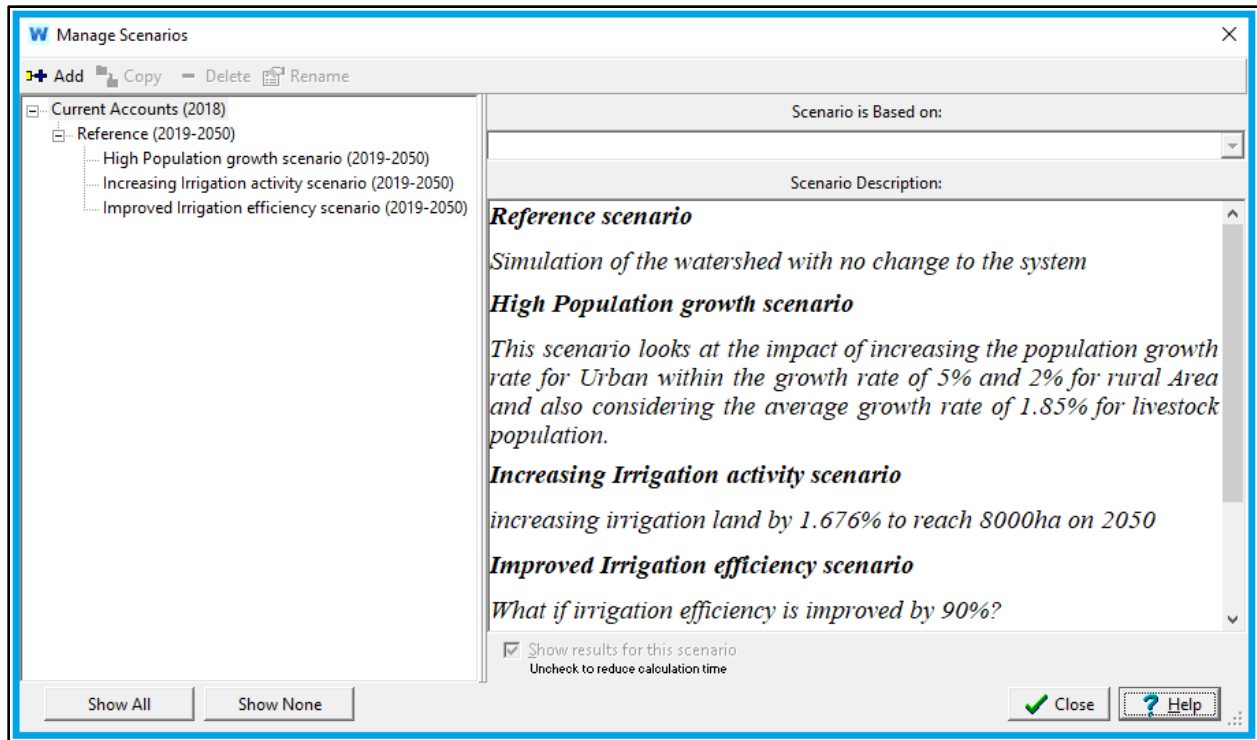 W Manage Scenarios
Add Copy Delete Rename
Current Accounts (2018)
Reference (2019-2050)
High Population growth scenario (2019-2050)
Increasing Irrigation activity scenario (2019-2050)
Improved Irrigation efficiency scenario (2019-2050)
Scenario is Based on:
Scenario Description:
Reference scenario
Simulation of the watershed with no change to the system
High Population growth scenario
This scenario looks at the impact of increasing the population growth
rate for Urban within the growth rate of 5% and 2% for rural Area
and also considering the average growth rate of 1.85% for livestock
population.
Increasing Irrigation activity scenario
increasing irrigation land by 1.676% to reach 8000ha on 2050
Improved Irrigation efficiency scenario
What if irrigation efficiency is improved by 90%?
Show results for this scenario
Uncheck to reduce calculation time
Show All Show None Close ? Help